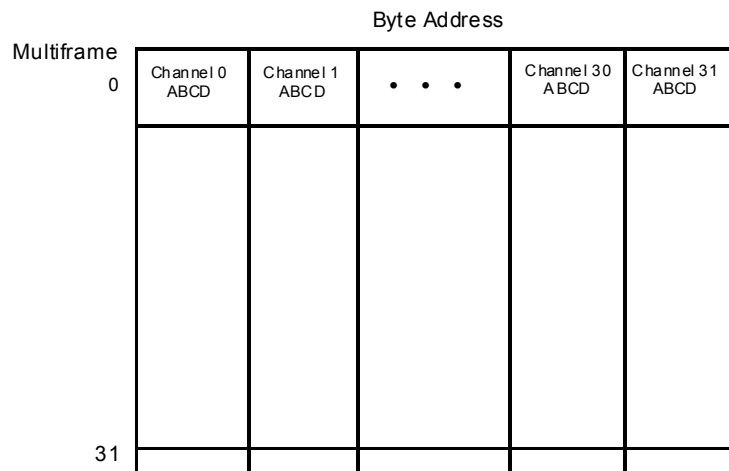 Byte Address
Multiframe
0
Channel 0
ABCD
Channel 1
ABCD
• • •
Channel 30
ABCD
Channel 31
ABCD
31